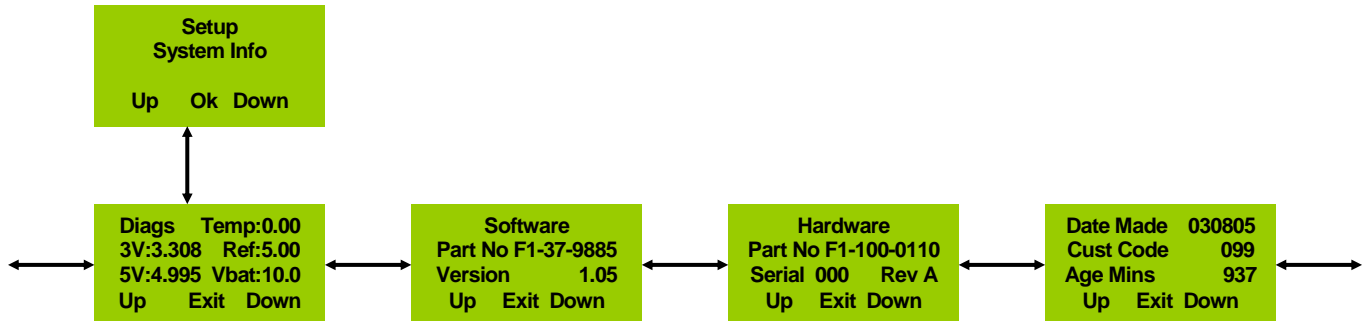 Setup
System Info
Up Ok Down
Diags Temp:0.00
3V:3.308 Ref:5.00
5V:4.995 Vbat:10.0
Up Exit Down
Software
Part No F1-37-9885
Version 1.05
Up Exit Down
Hardware
Part No F1-100-0110
Serial 000 Rev A
Up Exit Down
Date Made 030805
Cust Code 099
Age Mins 937
Up Exit Down